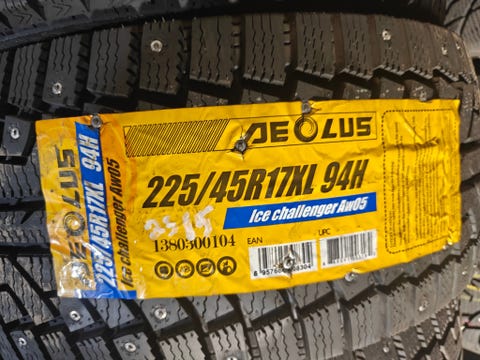 AEOLUS
225/45R17XL 94H
Ice challenger Aw05
1380500104
EAN
UPC
AEOLUS
225/45R17XL 94H
Ice challenger Aw05